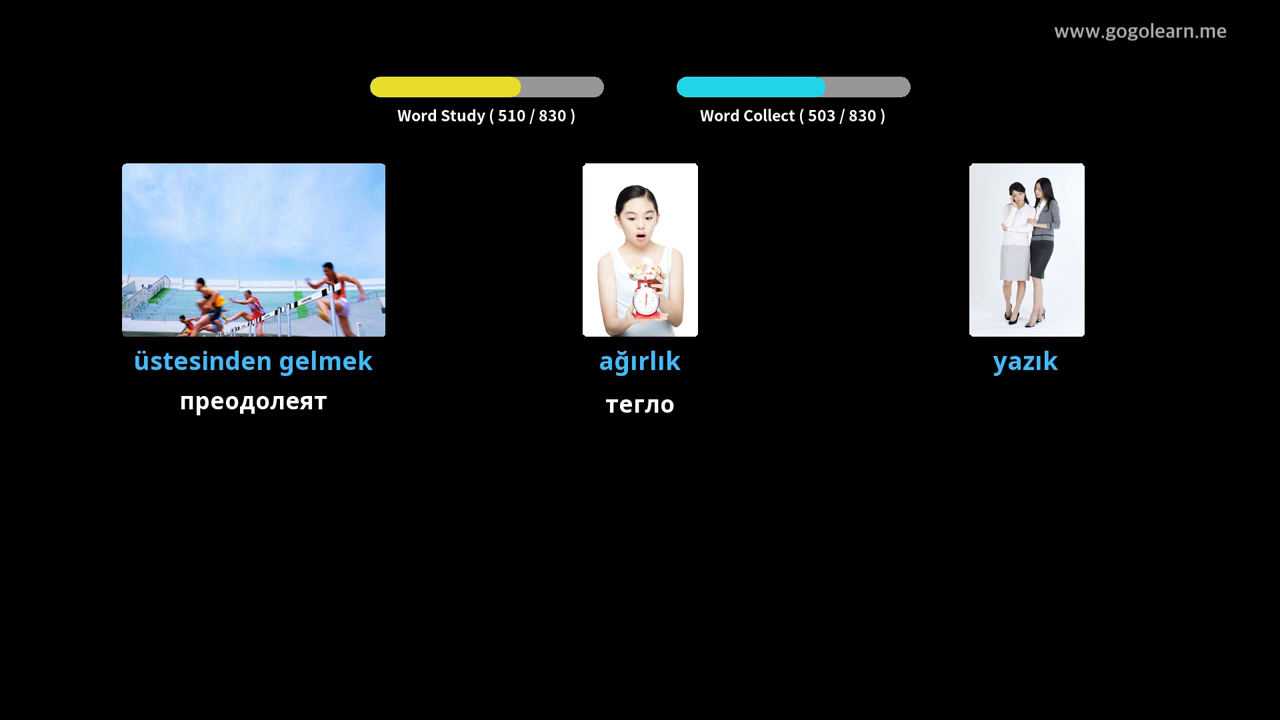 www.gogolearn.me
Word Study ( 510 / 830 )
Word Collect ( 503 / 830 )
üstesinden gelmek
преодолеят
ağırlık
тегло
yazık